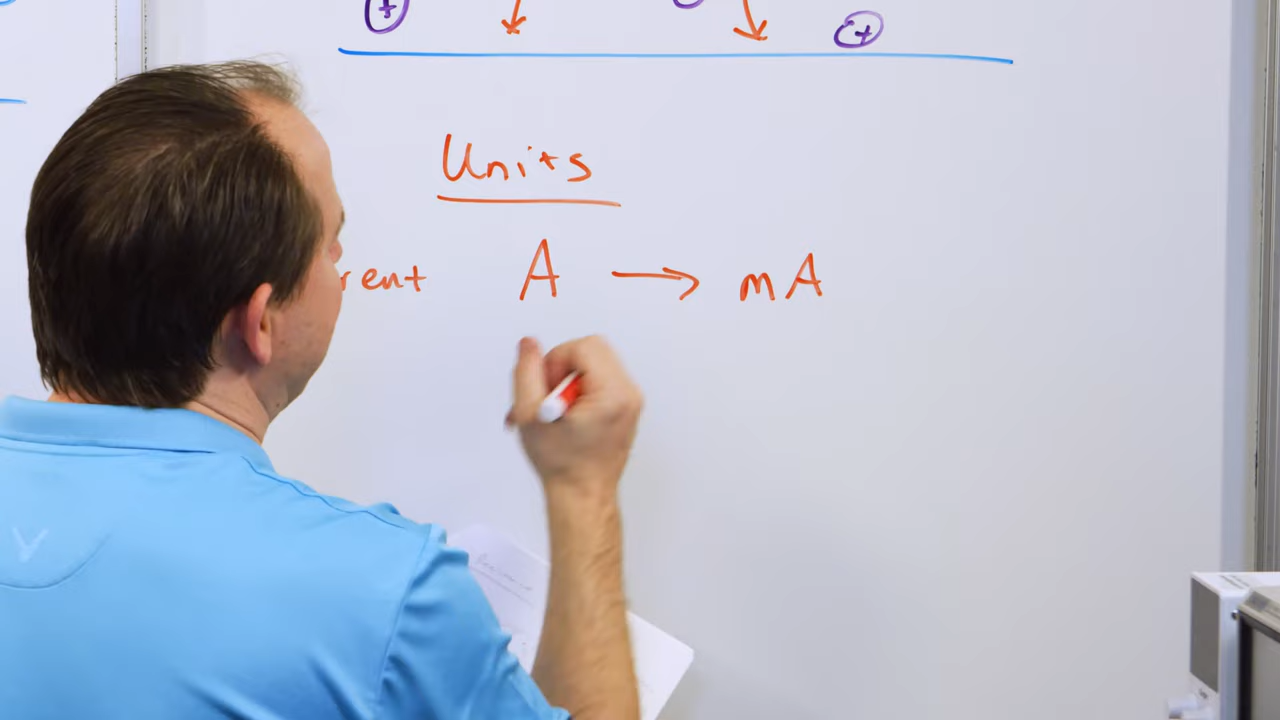 + +
Units
rent A → mA